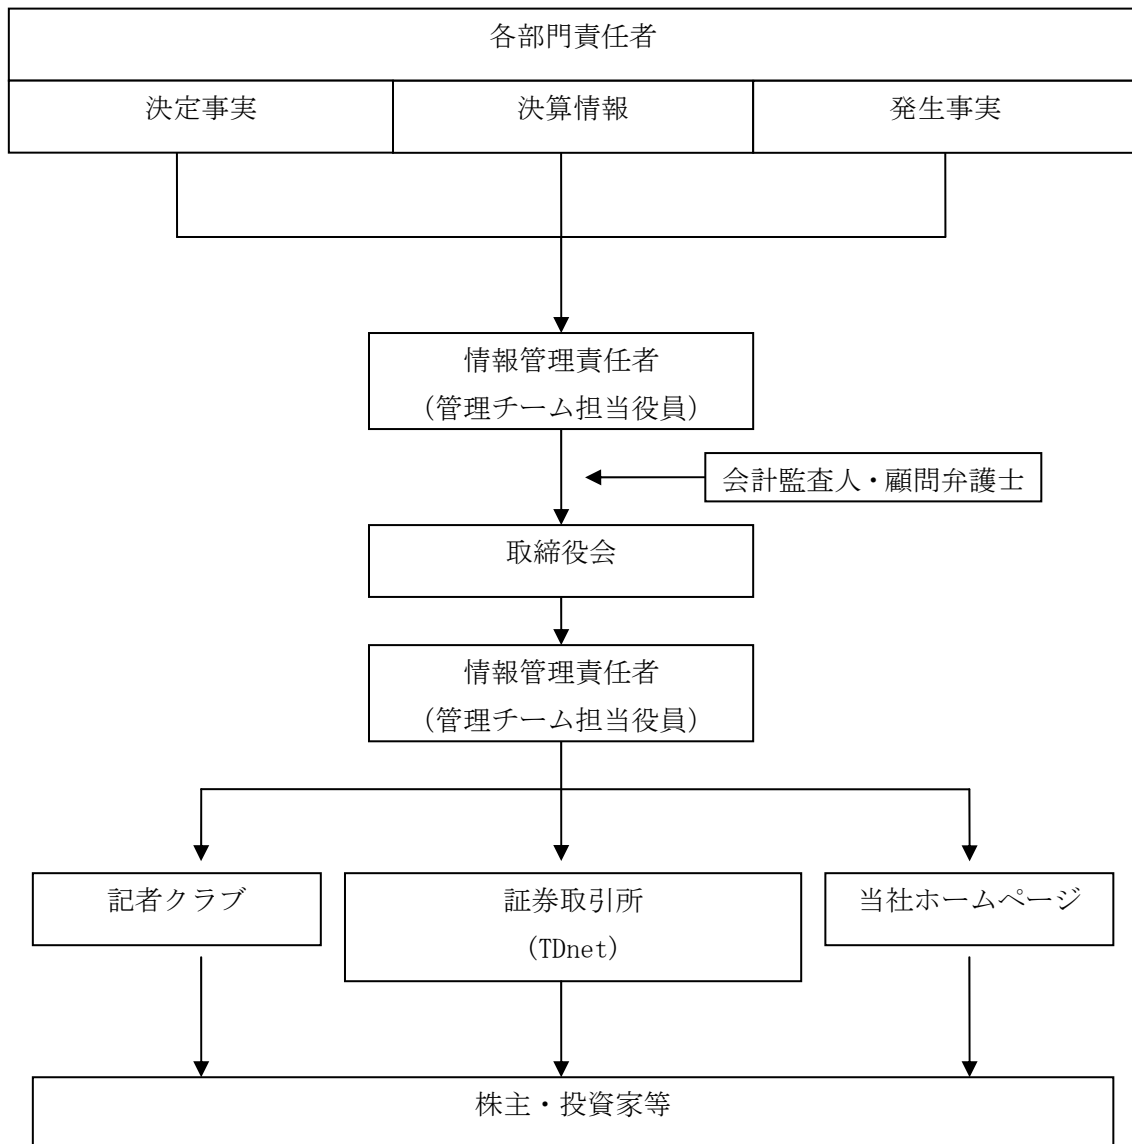 各部門責任者
決定事実
決算情報
発生事実
情報管理責任者
（管理チーム担当役員）
会計監査人・顧問弁護士
取締役会
情報管理責任者
（管理チーム担当役員）
記者クラブ
証券取引所
（TDnet）
当社ホームページ
株主・投資家等